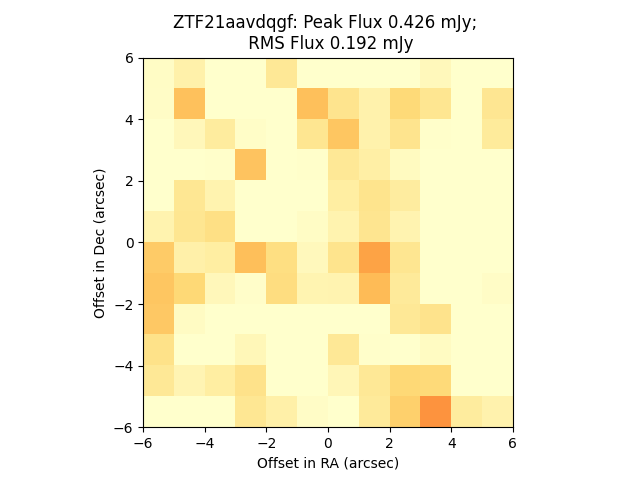 ZTF21aavdqgf: Peak Flux 0.426 mJy;
RMS Flux 0.192 mJy
6
4
2
0
−2
−4
−6
Offset in Dec (arcsec)
−6 −4 −2 0 2 4 6
Offset in RA (arcsec)